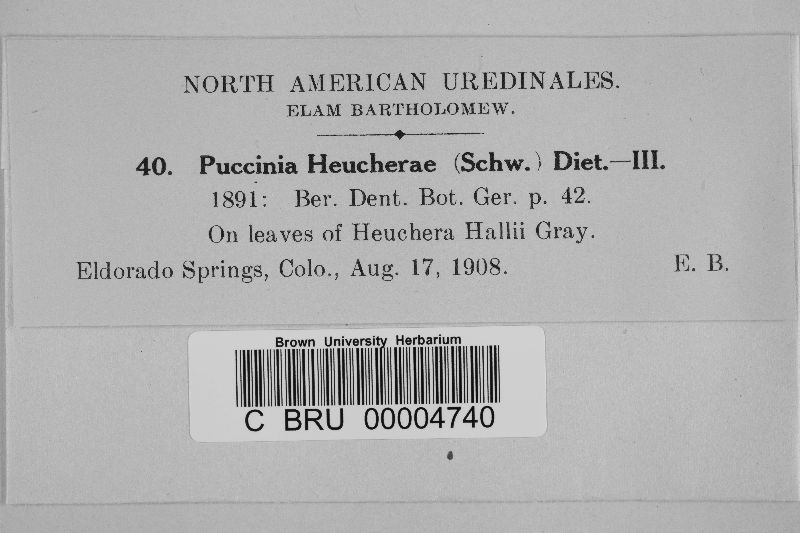 NORTH AMERICAN UREDINALES.
ELAM BARTHOLOMEW.
40. Puccinia Heucherae (Schw.) Diet.—III.
1891: Ber. Dent. Bot. Ger. p. 42.
On leaves of Heuchera Hallii Gray.
Eldorado Springs, Colo., Aug. 17, 1908. E. B.
Brown University Herbarium
C BRU 00004740